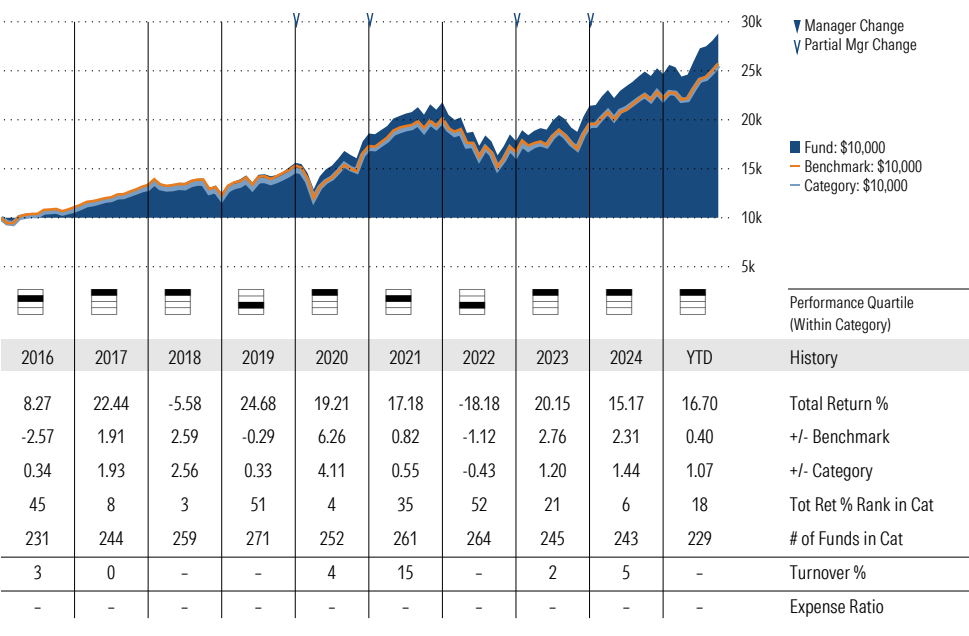 30k
25k
20k
15k
10k
5k
Manager Change
Partial Mgr Change
Fund: $10,000
Benchmark: $10,000
Category: $10,000
Performance Quartile
(Within Category)
2016 2017 2018 2019 2020 2021 2022 2023 2024 YTD History
8.27 22.44 -5.58 24.68 19.21 17.18 -18.18 20.15 15.17 16.70 Total Return %
-2.57 1.91 2.59 -0.29 6.26 0.82 -1.12 2.76 2.31 0.40 +/- Benchmark
0.34 1.93 2.56 0.33 4.11 0.55 -0.43 1.20 1.44 1.07 +/- Category
45 8 3 51 4 35 52 21 6 18 Tot Ret % Rank in Cat
231 244 259 271 252 261 264 245 243 229 # of Funds in Cat
3 0 – – 4 15 – 2 5 – Turnover %
– – – – – – – – – – Expense Ratio